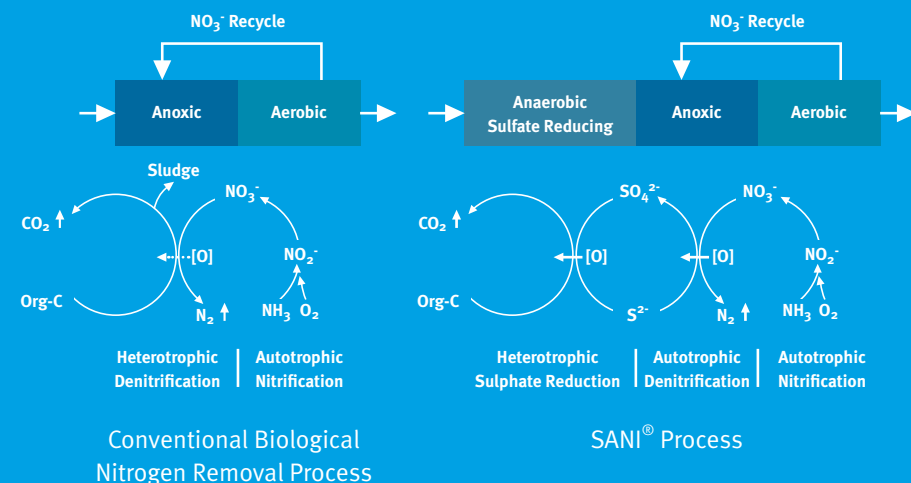 NO₃⁻ Recycle
Anoxic
Aerobic
Sludge
NO₃⁻
CO₂
[O]
NO₂⁻
Org-C
N₂
NH₃ O₂
Heterotrophic
Denitrification
Autotrophic
Nitrification
Conventional Biological
Nitrogen Removal Process
NO₃⁻ Recycle
Anaerobic
Sulfate Reducing
Anoxic
Aerobic
SO₄²⁻
NO₃⁻
CO₂
[O]
[O]
NO₂⁻
Org-C
S²⁻
N₂
NH₃ O₂
Heterotrophic
Sulphate Reduction
Autotrophic
Denitrification
Autotrophic
Nitrification
SANI® Process